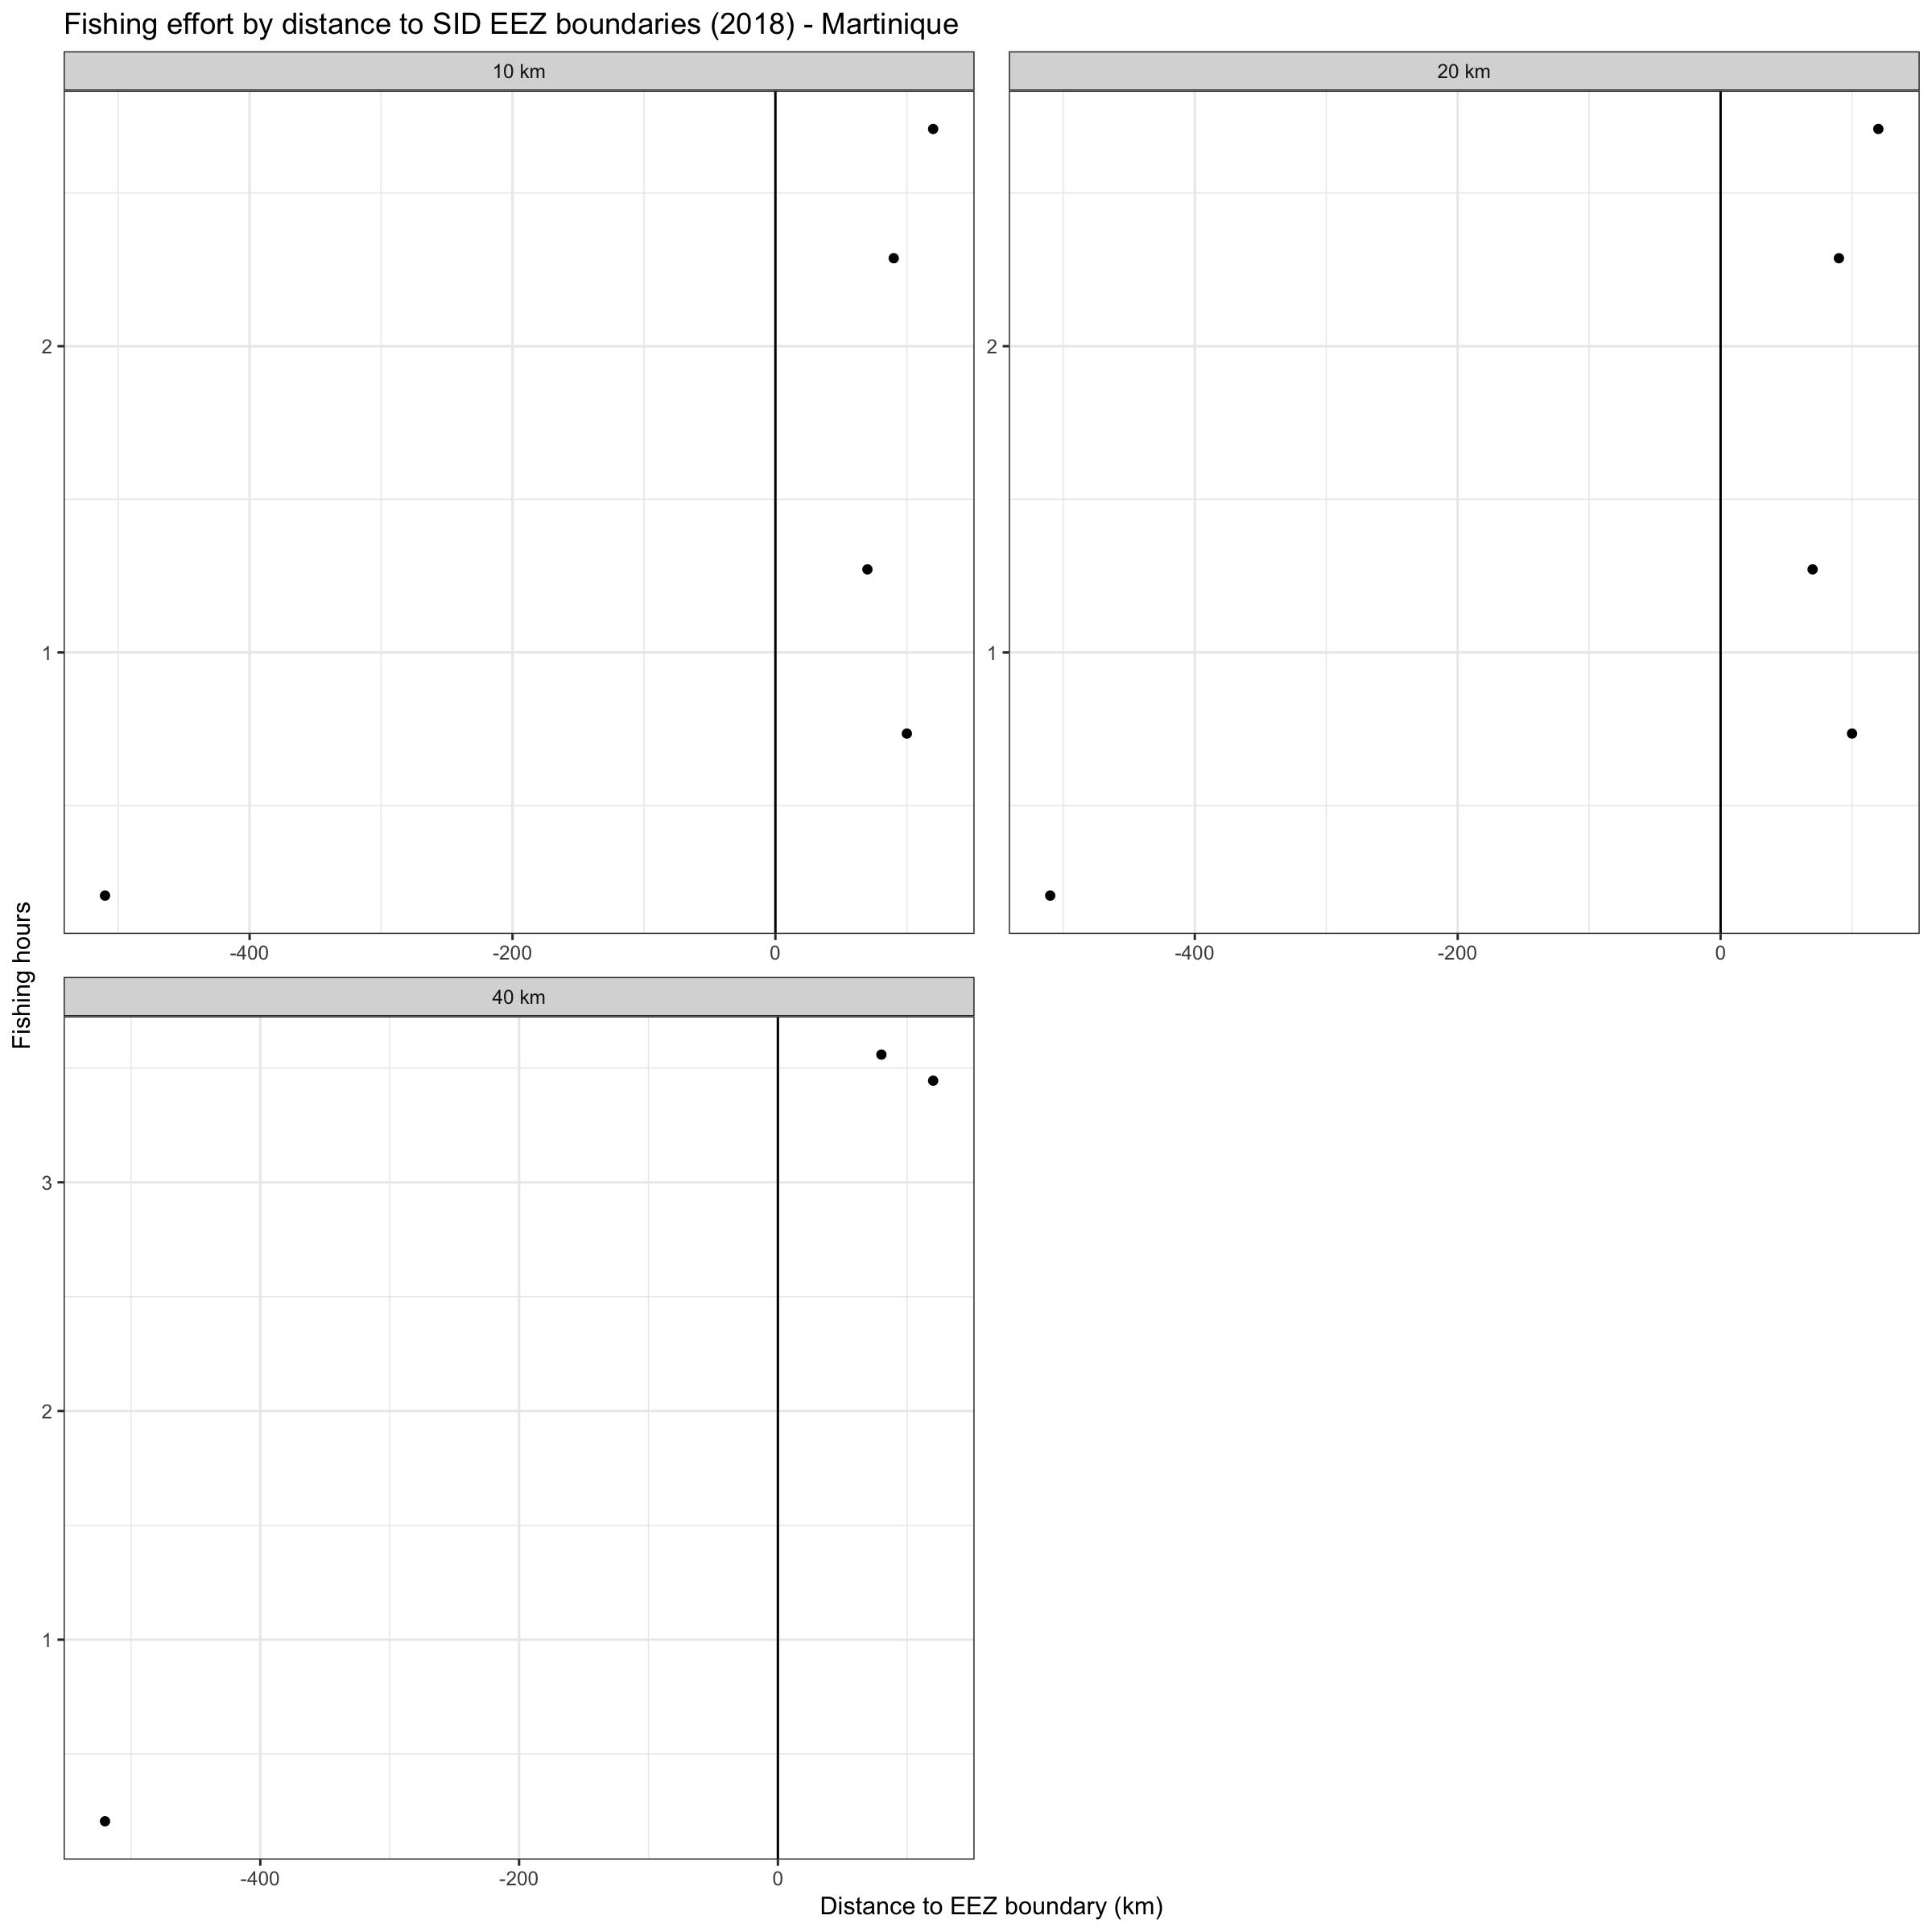 Fishing effort by distance to SID EEZ boundaries (2018) - Martinique
10 km
20 km
2
1
2
1
-400
-200
0
-400
-200
0
Fishing hours
40 km
3
2
1
-400
-200
0
Distance to EEZ boundary (km)